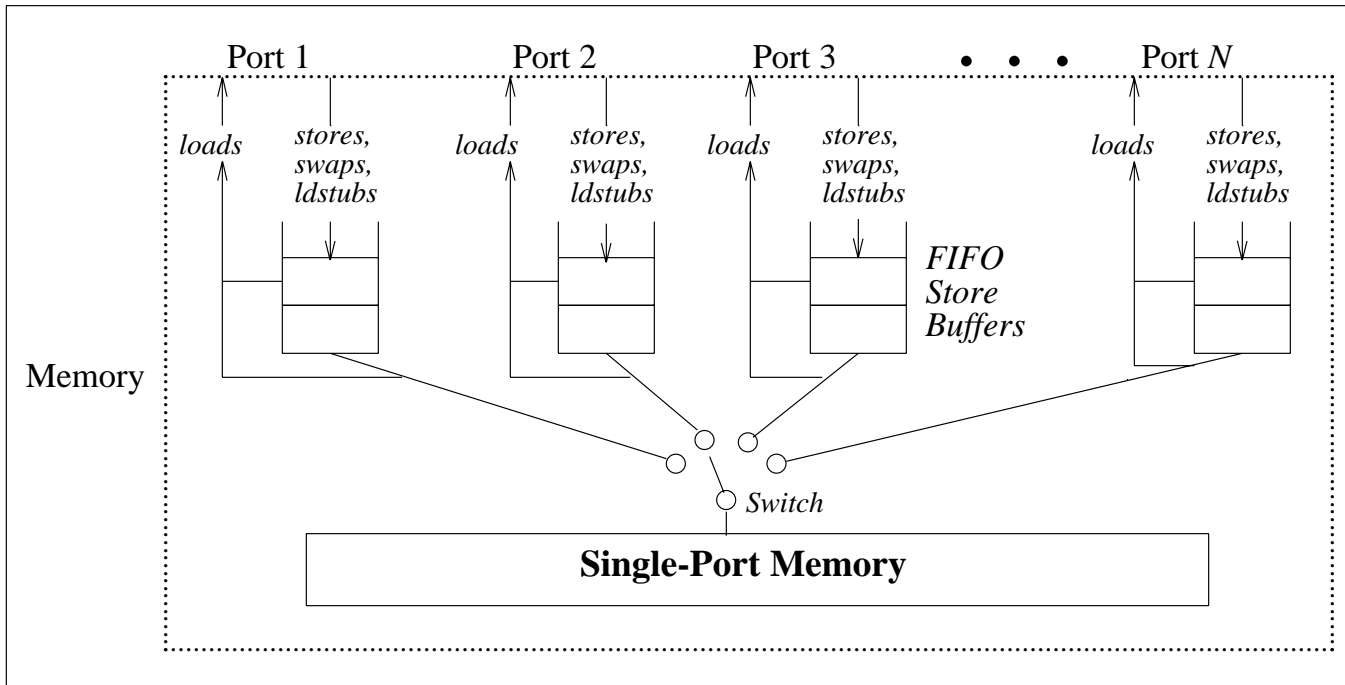 Port 1
Port 2
Port 3
• • •
Port N
loads
stores,
swaps,
ldstubs
loads
stores,
swaps,
ldstubs
loads
stores,
swaps,
ldstubs
loads
stores,
swaps,
ldstubs
FIFO
Store
Buffers
Memory
Switch
Single-Port Memory